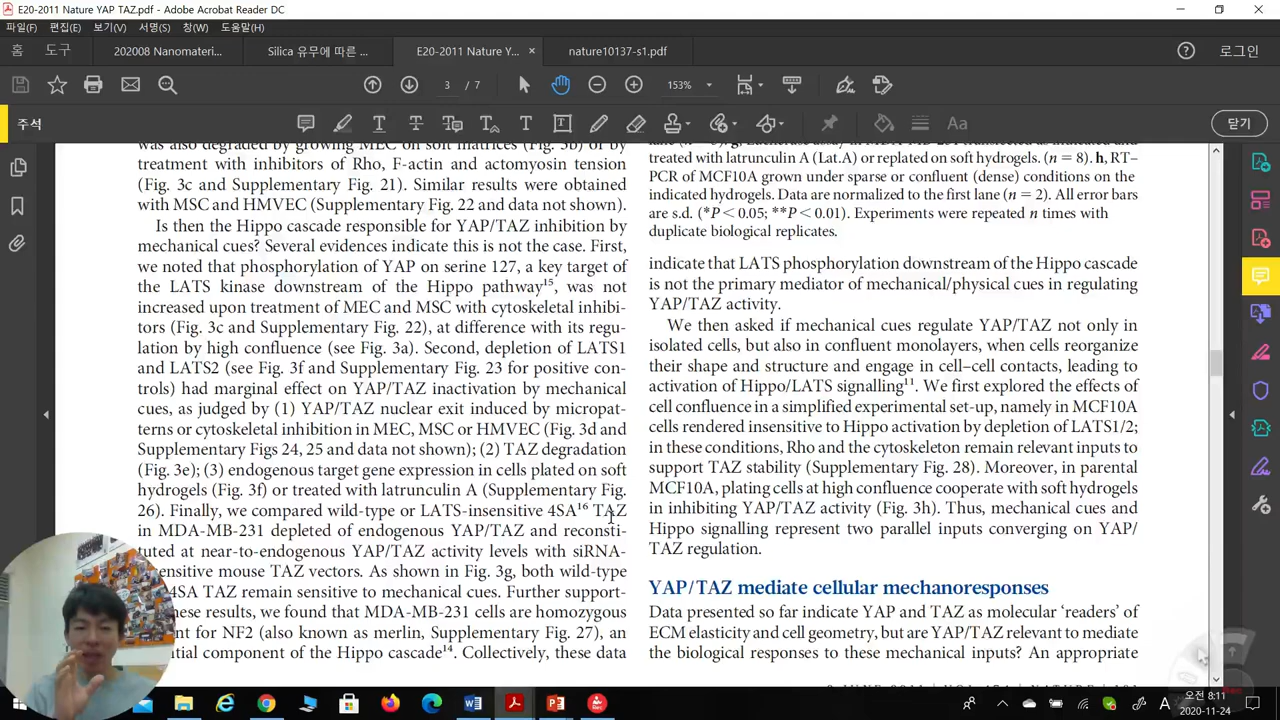 E20-2011 Nature YAP TAZ.pdf - Adobe Acrobat Reader DC
파일(F) 편집(E) 보기(V) 서명(S) 창(W) 도움말(H)
홈 도구 202008 Nanomateri... Silica 유무에 따른 ... E20-2011 Nature Y... × nature10137-s1.pdf 로그인
3 / 7 153%
주석 닫기
was also degraded by growing MEC on soft matrices (Fig. 3b) or by
treatment with inhibitors of Rho, F-actin and actomyosin tension
(Fig. 3c and Supplementary Fig. 21). Similar results were obtained
with MSC and HMVEC (Supplementary Fig. 22 and data not shown).
Is then the Hippo cascade responsible for YAP/TAZ inhibition by
mechanical cues? Several evidences indicate this is not the case. First,
we noted that phosphorylation of YAP on serine 127, a key target of
the LATS kinase downstream of the Hippo pathway¹⁵, was not
increased upon treatment of MEC and MSC with cytoskeletal inhibi-
tors (Fig. 3c and Supplementary Fig. 22), at difference with its regu-
lation by high confluence (see Fig. 3a). Second, depletion of LATS1
and LATS2 (see Fig. 3f and Supplementary Fig. 23 for positive con-
trols) had marginal effect on YAP/TAZ inactivation by mechanical
cues, as judged by (1) YAP/TAZ nuclear exit induced by micropat-
terns or cytoskeletal inhibition in MEC, MSC or HMVEC (Fig. 3d and
Supplementary Figs 24, 25 and data not shown); (2) TAZ degradation
(Fig. 3e); (3) endogenous target gene expression in cells plated on soft
hydrogels (Fig. 3f) or treated with latrunculin A (Supplementary Fig.
26). Finally, we compared wild-type or LATS-insensitive 4SA¹⁶ TAZ
in MDA-MB-231 depleted of endogenous YAP/TAZ and reconsti-
tuted at near-to-endogenous YAP/TAZ activity levels with siRNA-
ensitive mouse TAZ vectors. As shown in Fig. 3g, both wild-type
4SA TAZ remain sensitive to mechanical cues. Further support-
these results, we found that MDA-MB-231 cells are homozygous
nt for NF2 (also known as merlin, Supplementary Fig. 27), an
ntial component of the Hippo cascade¹⁴. Collectively, these data
treated with latrunculin A (Lat.A) or replated on soft hydrogels. (n = 8). h, RT–
PCR of MCF10A grown under sparse or confluent (dense) conditions on the
indicated hydrogels. Data are normalized to the first lane (n = 2). All error bars
are s.d. (*P < 0.05; **P < 0.01). Experiments were repeated n times with
duplicate biological replicates.
indicate that LATS phosphorylation downstream of the Hippo cascade
is not the primary mediator of mechanical/physical cues in regulating
YAP/TAZ activity.
We then asked if mechanical cues regulate YAP/TAZ not only in
isolated cells, but also in confluent monolayers, when cells reorganize
their shape and structure and engage in cell–cell contacts, leading to
activation of Hippo/LATS signalling¹¹. We first explored the effects of
cell confluence in a simplified experimental set-up, namely in MCF10A
cells rendered insensitive to Hippo activation by depletion of LATS1/2;
in these conditions, Rho and the cytoskeleton remain relevant inputs to
support TAZ stability (Supplementary Fig. 28). Moreover, in parental
MCF10A, plating cells at high confluence cooperate with soft hydrogels
in inhibiting YAP/TAZ activity (Fig. 3h). Thus, mechanical cues and
Hippo signalling represent two parallel inputs converging on YAP/
TAZ regulation.
YAP/TAZ mediate cellular mechanoresponses
Data presented so far indicate YAP and TAZ as molecular ‘readers’ of
ECM elasticity and cell geometry, but are YAP/TAZ relevant to mediate
the biological responses to these mechanical inputs? An appropriate
A 오전 8:11
2020-11-24